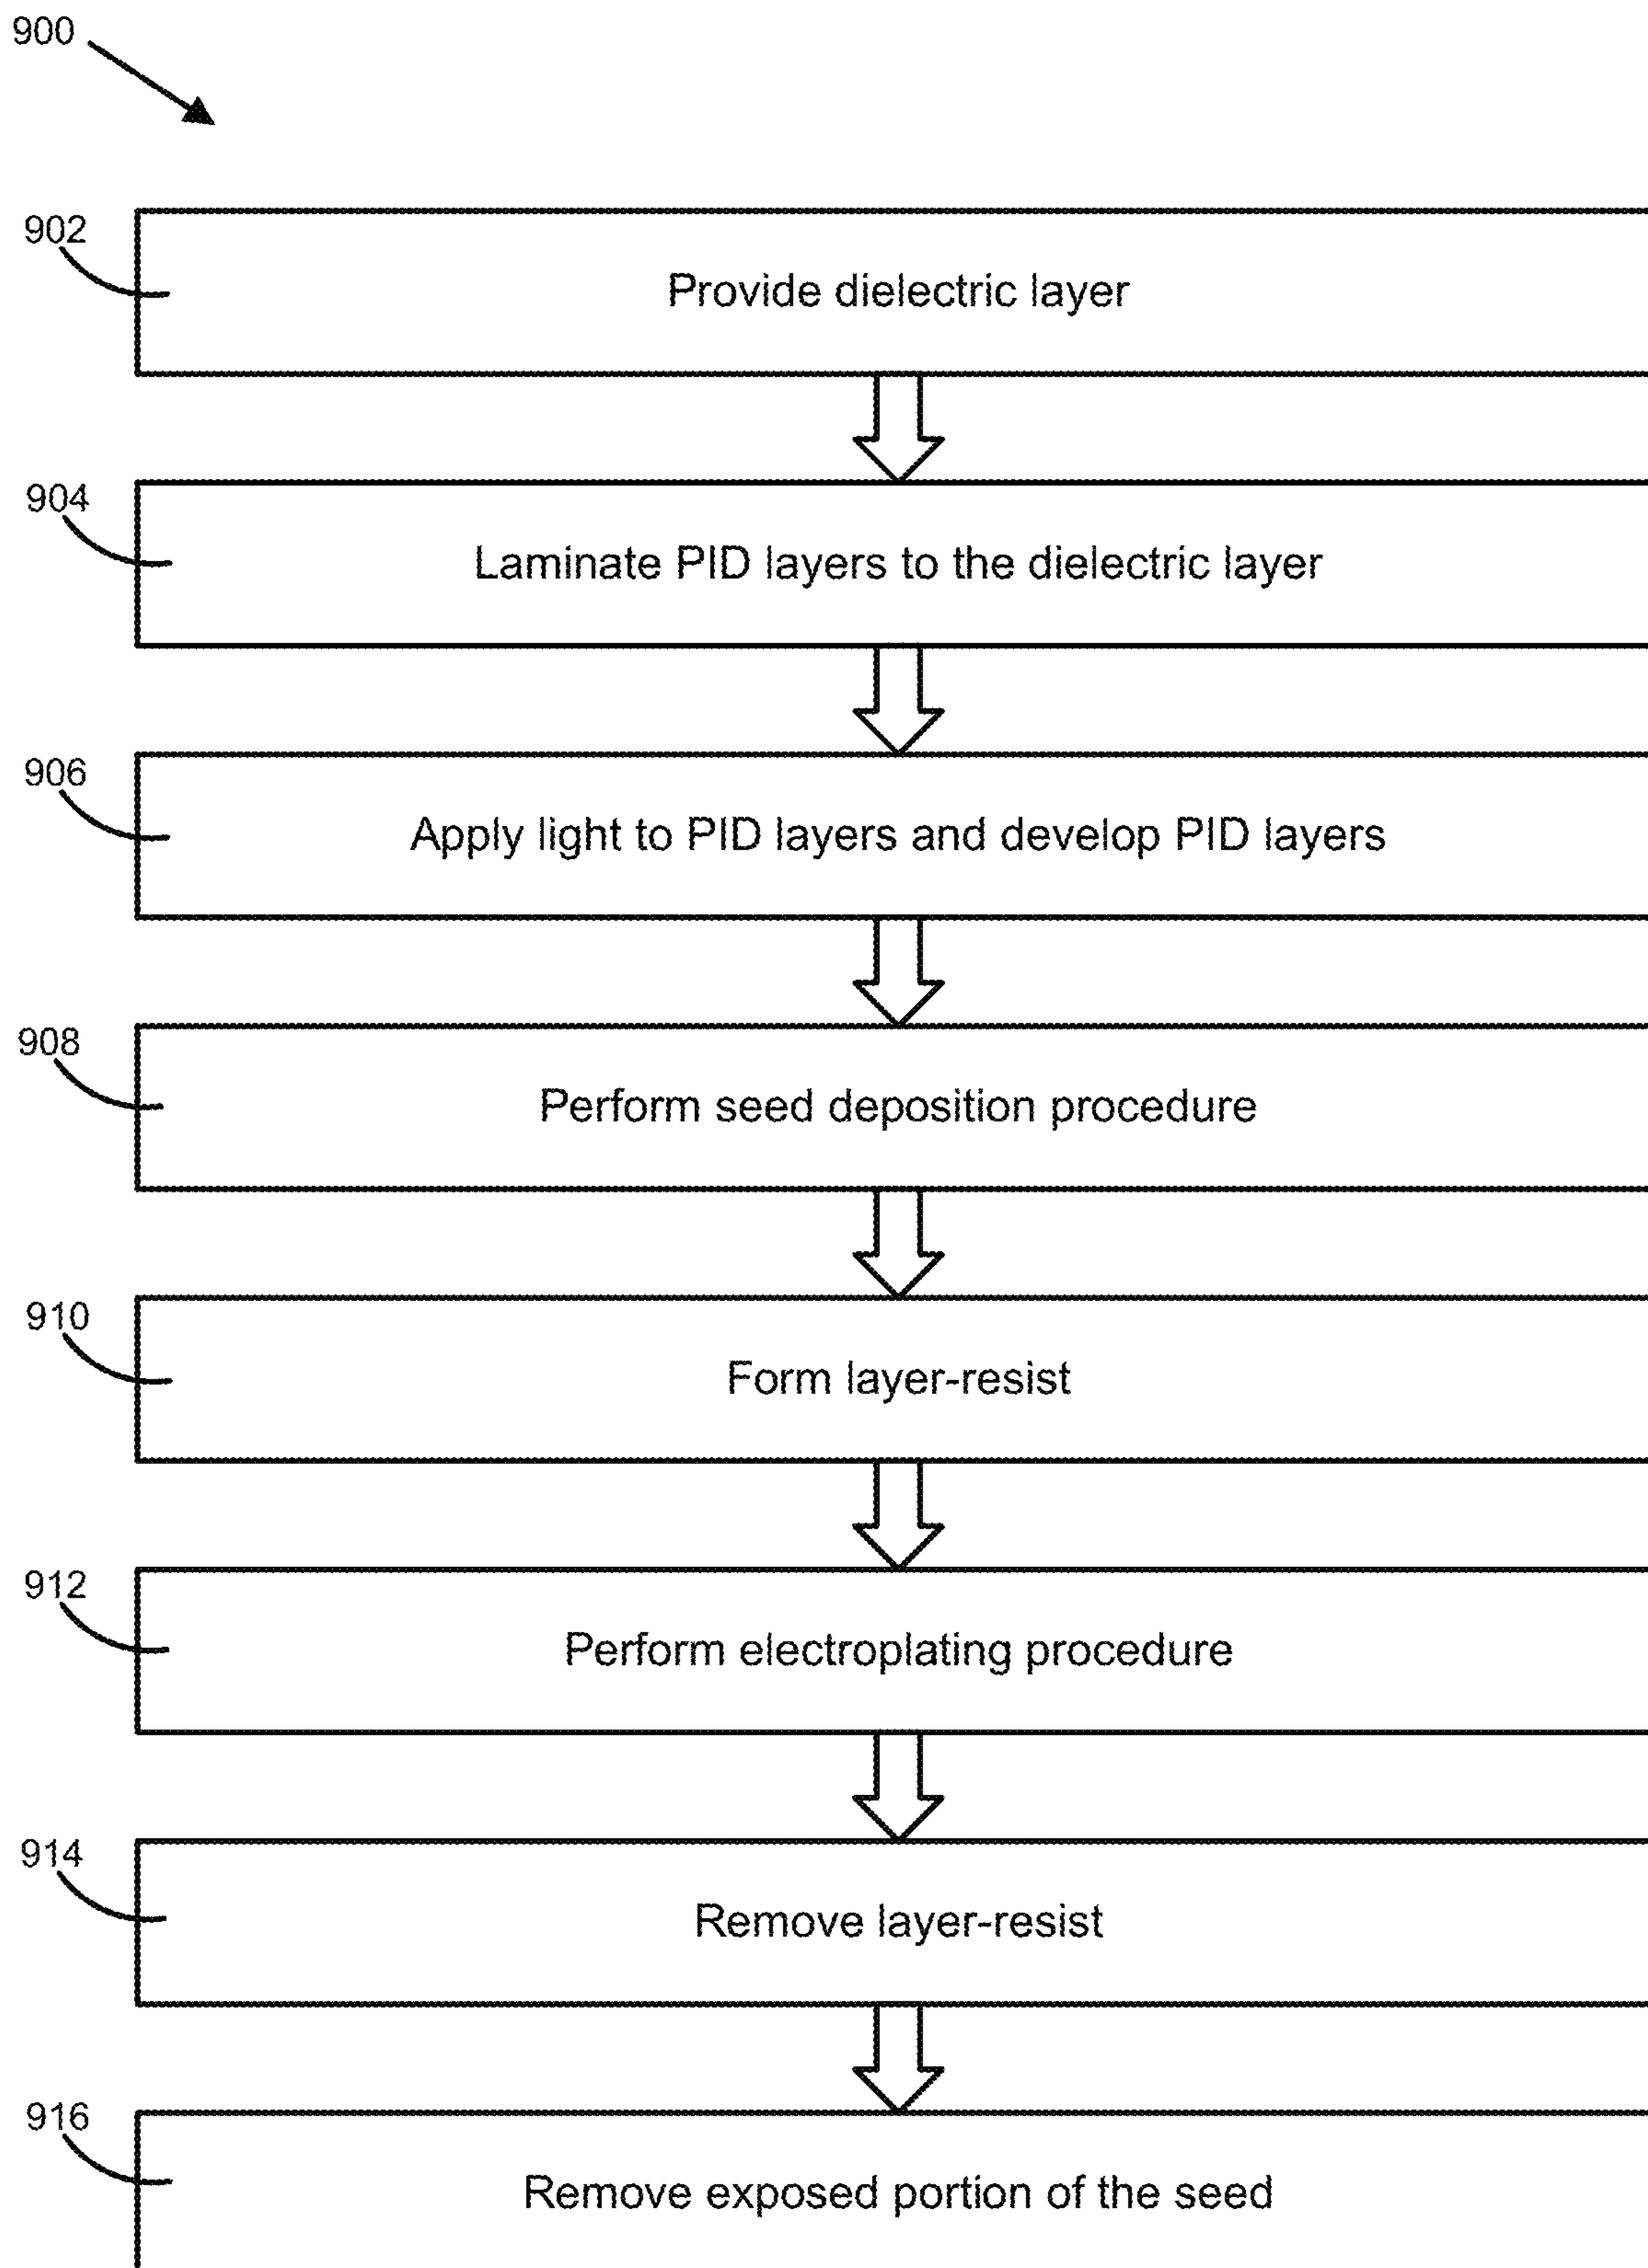 900
902
Provide dielectric layer
904
Laminate PID layers to the dielectric layer
906
Apply light to PID layers and develop PID layers
908
Perform seed deposition procedure
910
Form layer-resist
912
Perform electroplating procedure
914
Remove layer-resist
916
Remove exposed portion of the seed